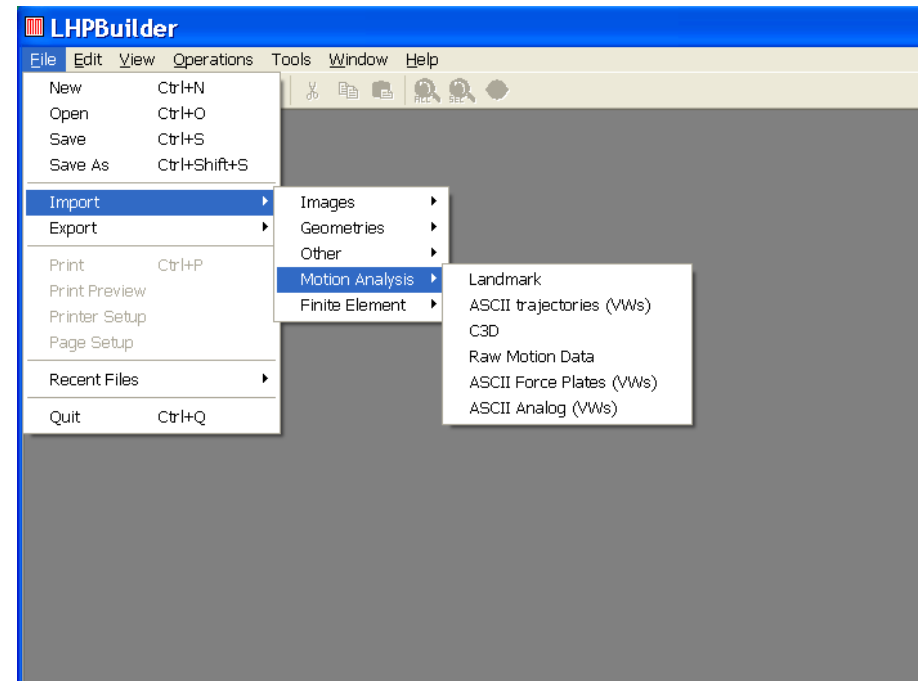 LHPBuilder
File Edit View Operations Tools Window Help
New Ctrl+N
Open Ctrl+O
Save Ctrl+S
Save As Ctrl+Shift+S
Import
Export
Print Ctrl+P
Print Preview
Printer Setup
Page Setup
Recent Files
Quit Ctrl+Q
Images
Geometries
Other
Motion Analysis
Finite Element
Landmark
ASCII trajectories (VWs)
C3D
Raw Motion Data
ASCII Force Plates (VWs)
ASCII Analog (VWs)
ALL SEL